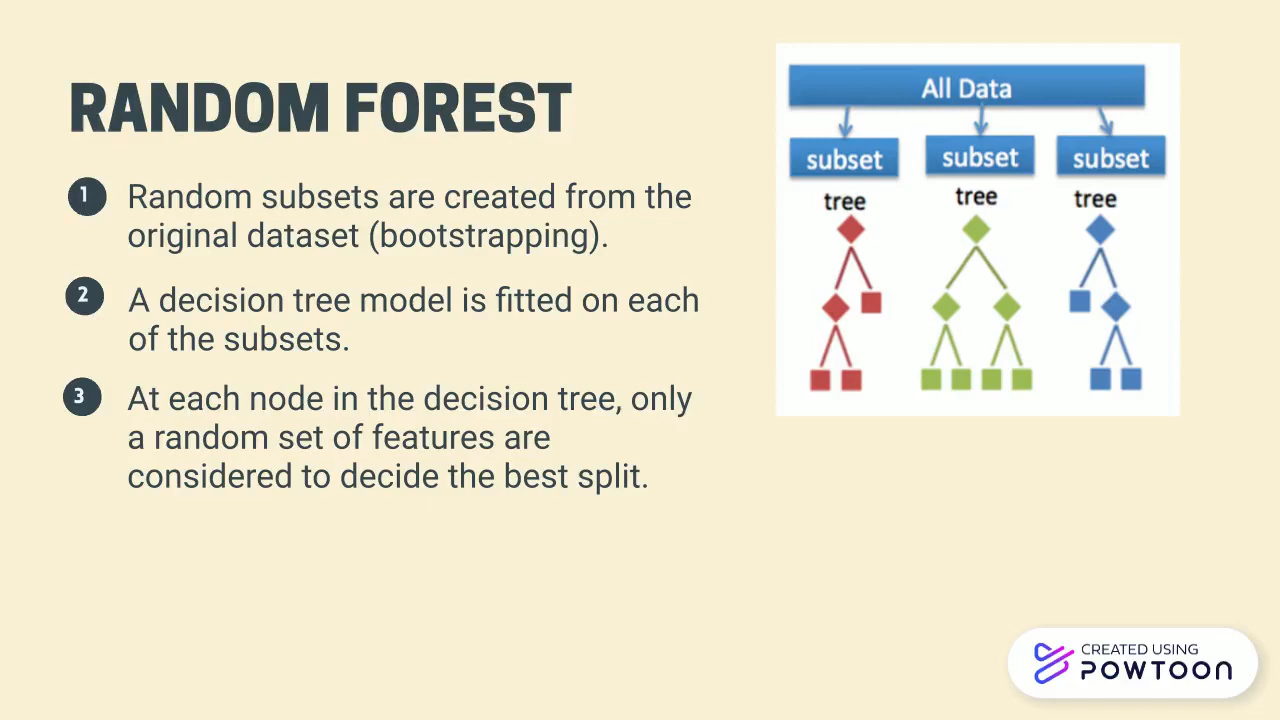 RANDOM FOREST
1
Random subsets are created from the
original dataset (bootstrapping).
2
A decision tree model is fitted on each
of the subsets.
3
At each node in the decision tree, only
a random set of features are
considered to decide the best split.
All Data
subset subset subset
tree tree tree
CREATED USING
POWTOON